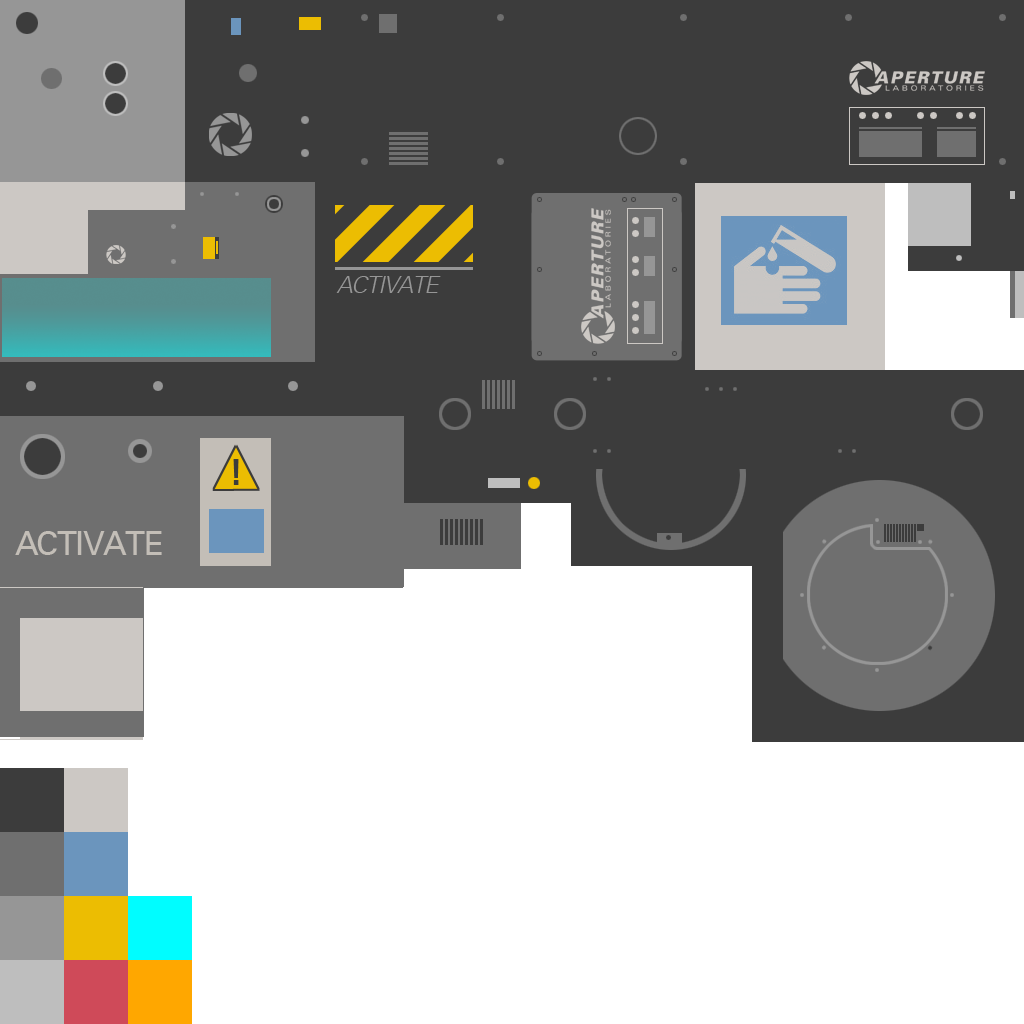 APERTURE
LABORATORIES
ACTIVATE
APERTURE
LABORATORIES
!
ACTIVATE